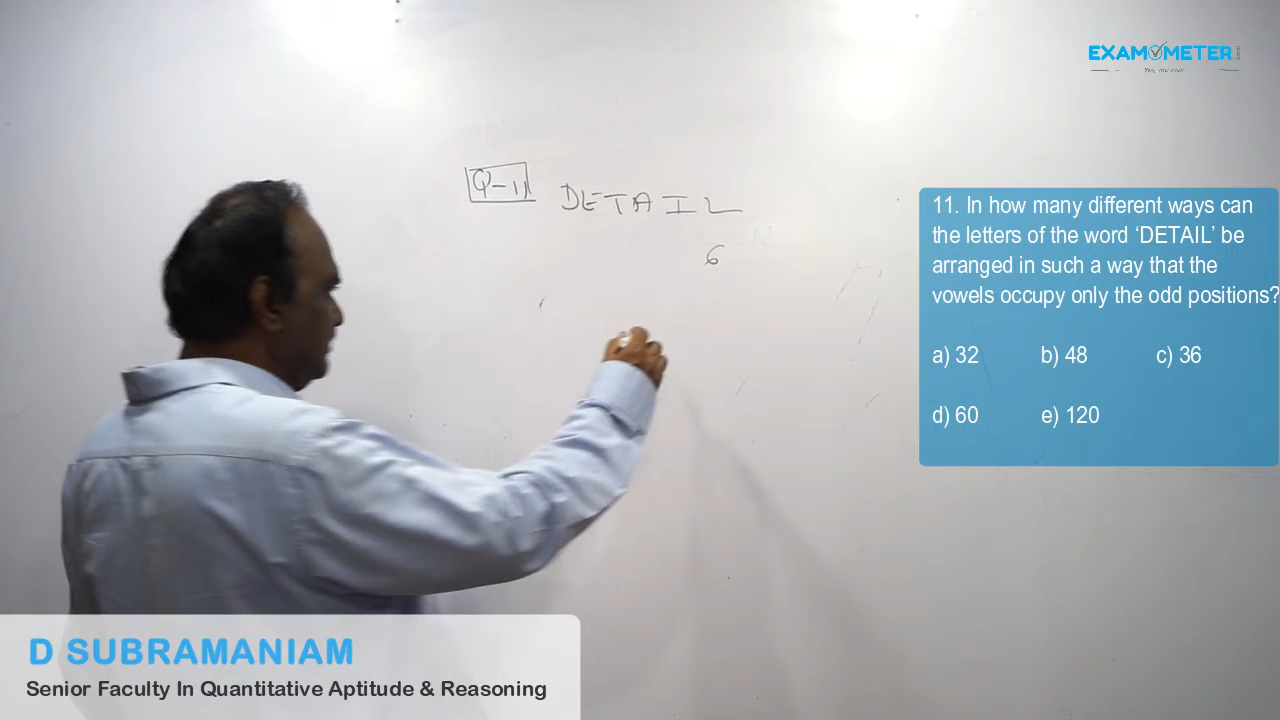 EXAMOMETER.com
Q-11 DETAIL
6
11. In how many different ways can
the letters of the word ‘DETAIL’ be
arranged in such a way that the
vowels occupy only the odd positions?
a) 32 b) 48 c) 36
d) 60 e) 120
D SUBRAMANIAM
Senior Faculty In Quantitative Aptitude & Reasoning